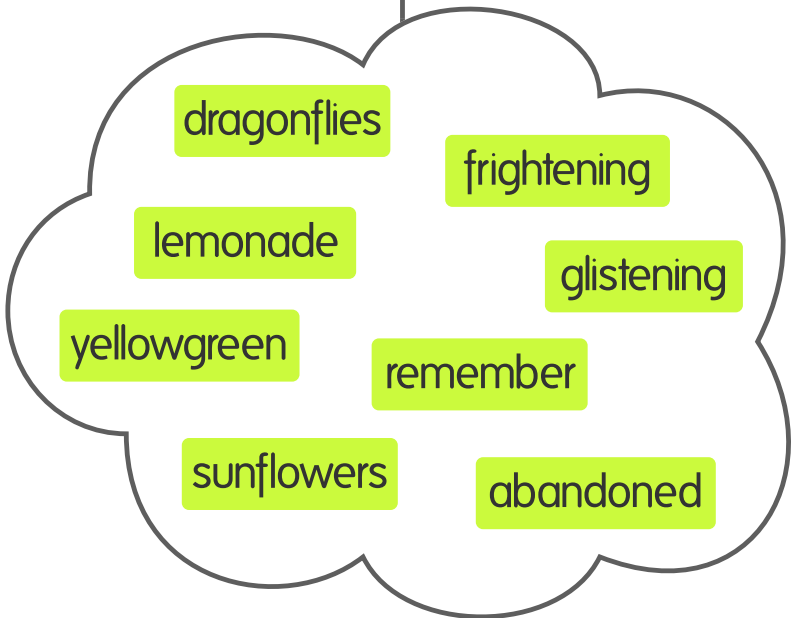 dragonflies
frightening
lemonade
glistening
yellowgreen
remember
sunflowers
abandoned